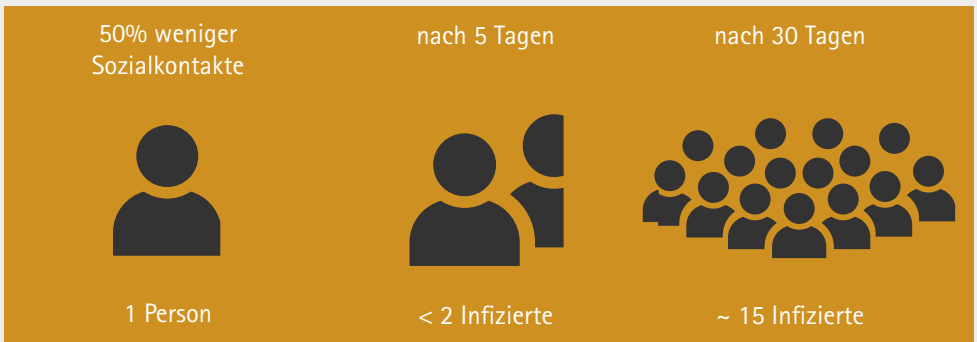 50% weniger
Sozialkontakte
nach 5 Tagen
nach 30 Tagen
1 Person
< 2 Infizierte
~ 15 Infizierte